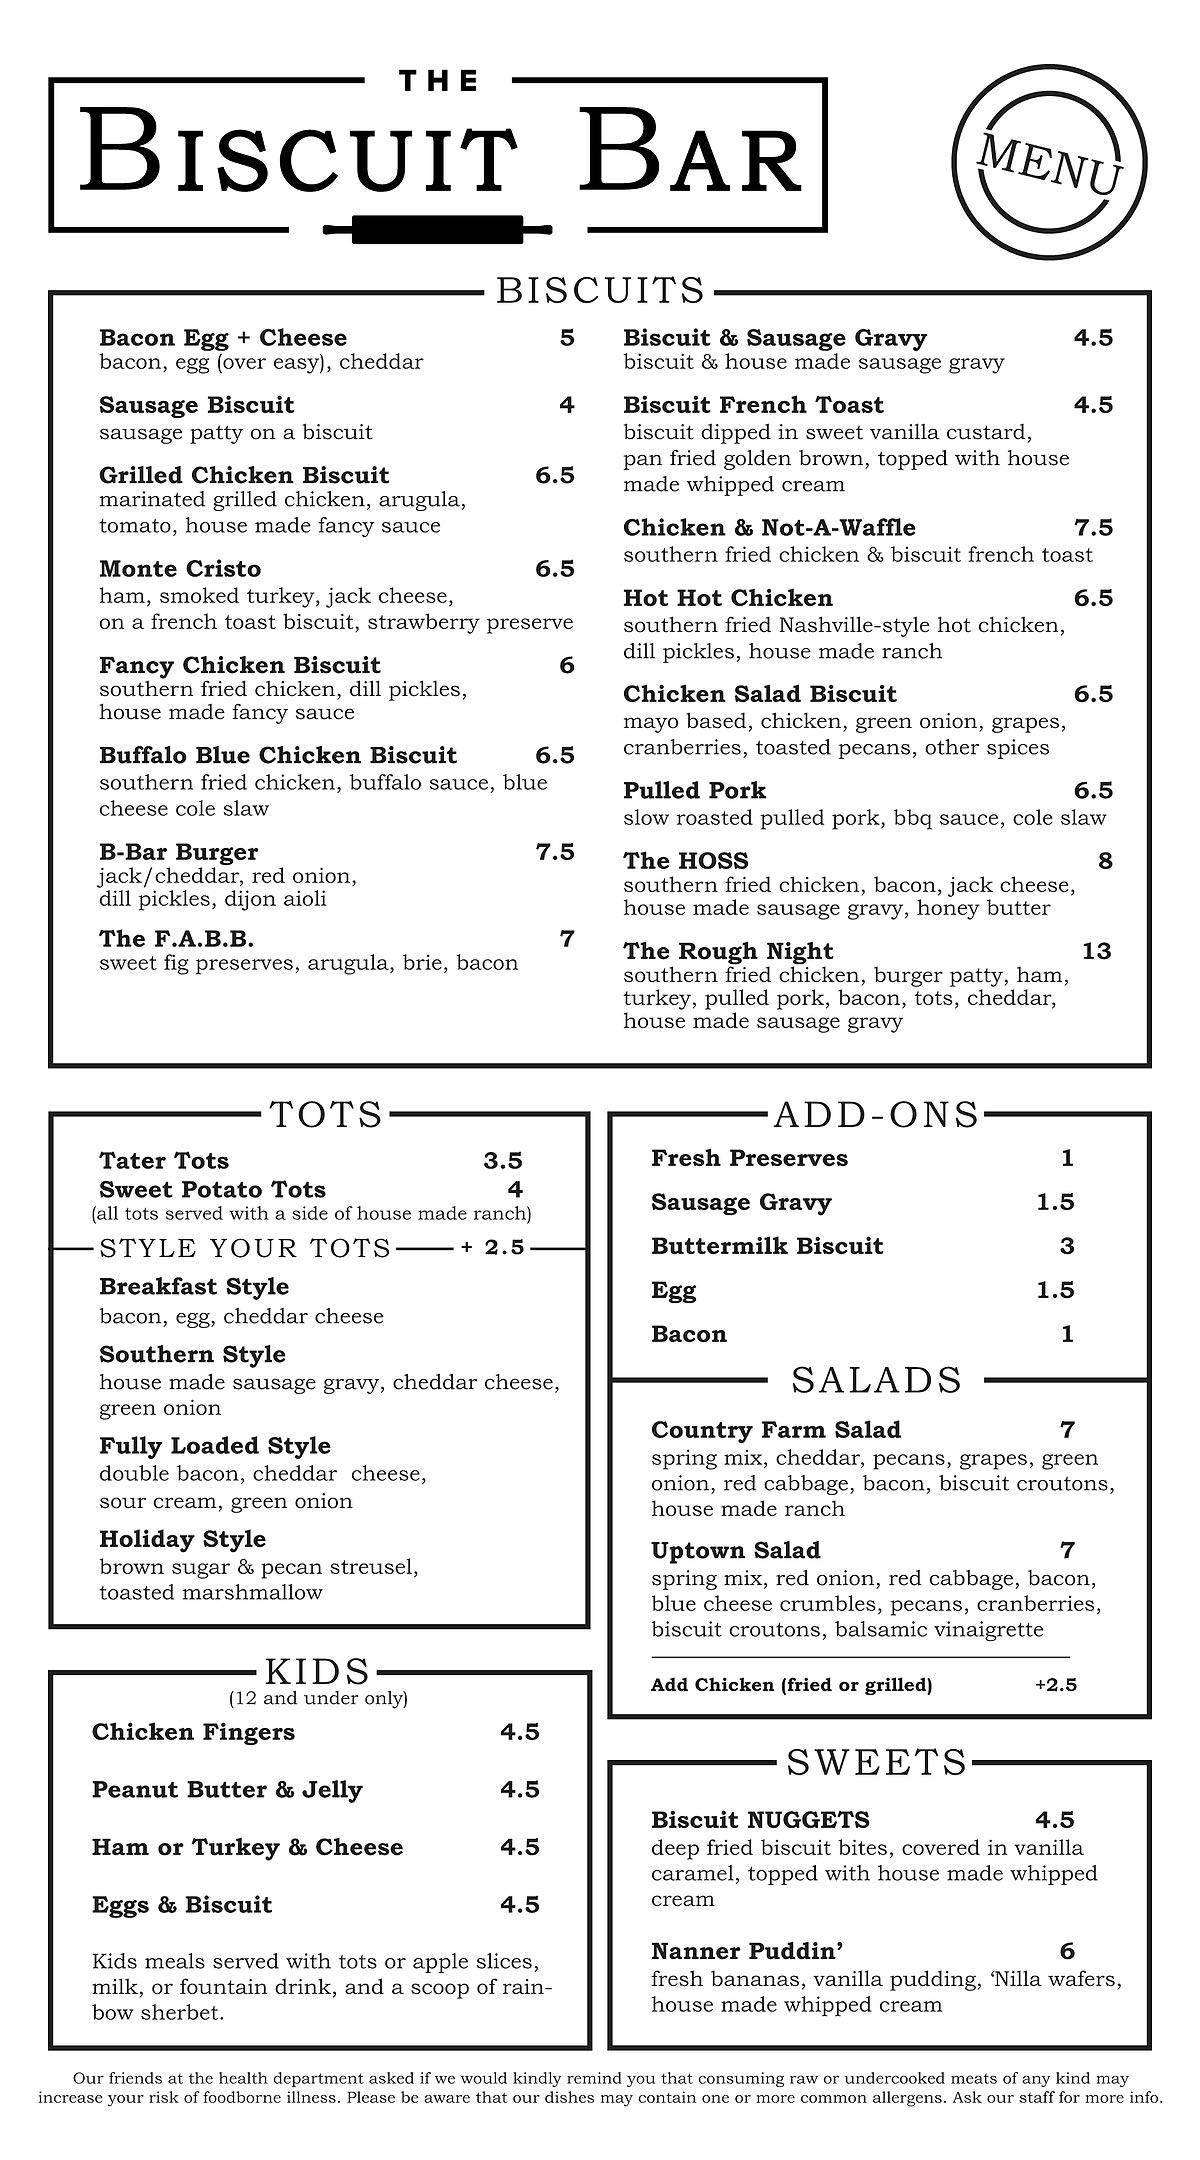 THE
BISCUIT BAR
MENU
BISCUITS
Bacon Egg + Cheese 5
bacon, egg (over easy), cheddar
Sausage Biscuit 4
sausage patty on a biscuit
Grilled Chicken Biscuit 6.5
marinated grilled chicken, arugula,
tomato, house made fancy sauce
Monte Cristo 6.5
ham, smoked turkey, jack cheese,
on a french toast biscuit, strawberry preserve
Fancy Chicken Biscuit 6
southern fried chicken, dill pickles,
house made fancy sauce
Buffalo Blue Chicken Biscuit 6.5
southern fried chicken, buffalo sauce, blue
cheese cole slaw
B-Bar Burger 7.5
jack/cheddar, red onion,
dill pickles, dijon aioli
The F.A.B.B. 7
sweet fig preserves, arugula, brie, bacon
Biscuit & Sausage Gravy 4.5
biscuit & house made sausage gravy
Biscuit French Toast 4.5
biscuit dipped in sweet vanilla custard,
pan fried golden brown, topped with house
made whipped cream
Chicken & Not-A-Waffle 7.5
southern fried chicken & biscuit french toast
Hot Hot Chicken 6.5
southern fried Nashville-style hot chicken,
dill pickles, house made ranch
Chicken Salad Biscuit 6.5
mayo based, chicken, green onion, grapes,
cranberries, toasted pecans, other spices
Pulled Pork 6.5
slow roasted pulled pork, bbq sauce, cole slaw
The HOSS 8
southern fried chicken, bacon, jack cheese,
house made sausage gravy, honey butter
The Rough Night 13
southern fried chicken, burger patty, ham,
turkey, pulled pork, bacon, tots, cheddar,
house made sausage gravy
TOTS
Tater Tots 3.5
Sweet Potato Tots 4
(all tots served with a side of house made ranch)
STYLE YOUR TOTS + 2.5
Breakfast Style
bacon, egg, cheddar cheese
Southern Style
house made sausage gravy, cheddar cheese,
green onion
Fully Loaded Style
double bacon, cheddar cheese,
sour cream, green onion
Holiday Style
brown sugar & pecan streusel,
toasted marshmallow
KIDS
(12 and under only)
Chicken Fingers 4.5
Peanut Butter & Jelly 4.5
Ham or Turkey & Cheese 4.5
Eggs & Biscuit 4.5
Kids meals served with tots or apple slices,
milk, or fountain drink, and a scoop of rain-
bow sherbet.
ADD-ONS
Fresh Preserves 1
Sausage Gravy 1.5
Buttermilk Biscuit 3
Egg 1.5
Bacon 1
SALADS
Country Farm Salad 7
spring mix, cheddar, pecans, grapes, green
onion, red cabbage, bacon, biscuit croutons,
house made ranch
Uptown Salad 7
spring mix, red onion, red cabbage, bacon,
blue cheese crumbles, pecans, cranberries,
biscuit croutons, balsamic vinaigrette
Add Chicken (fried or grilled) +2.5
SWEETS
Biscuit NUGGETS 4.5
deep fried biscuit bites, covered in vanilla
caramel, topped with house made whipped
cream
Nanner Puddin’ 6
fresh bananas, vanilla pudding, ‘Nilla wafers,
house made whipped cream
Our friends at the health department asked if we would kindly remind you that consuming raw or undercooked meats of any kind may
increase your risk of foodborne illness. Please be aware that our dishes may contain one or more common allergens. Ask our staff for more info.